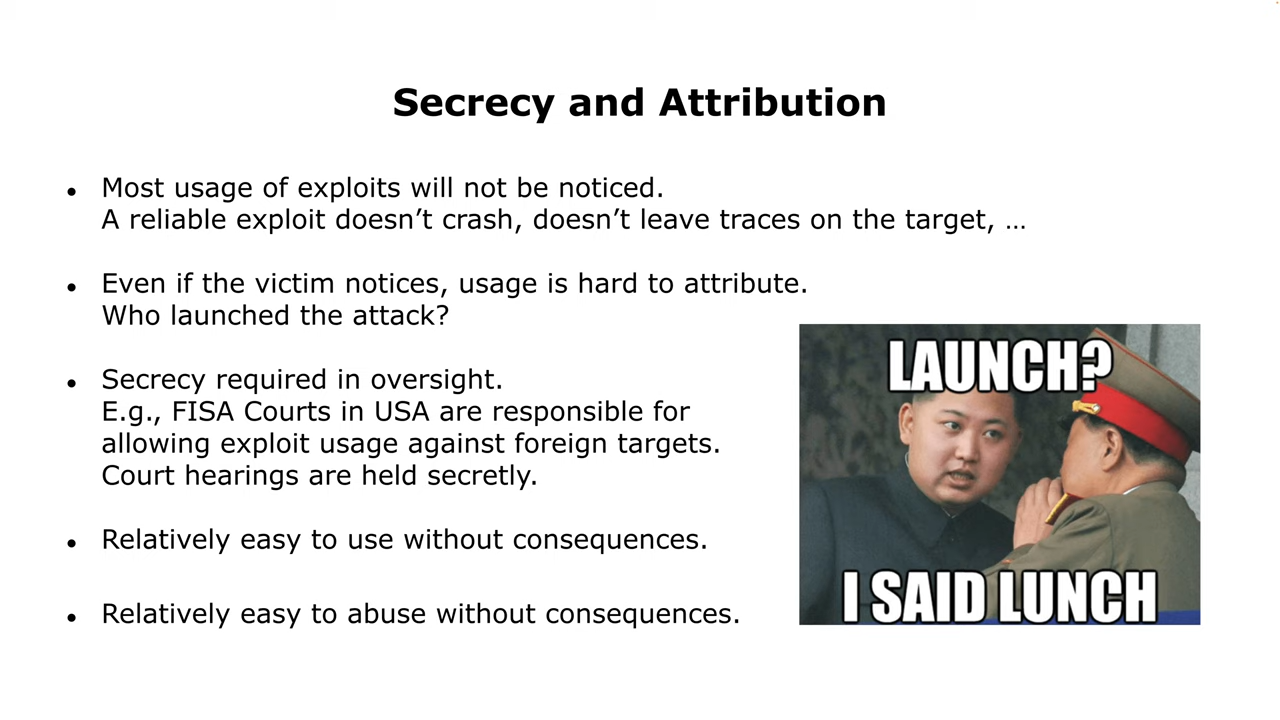 Secrecy and Attribution
● Most usage of exploits will not be noticed.
A reliable exploit doesn’t crash, doesn’t leave traces on the target, …
● Even if the victim notices, usage is hard to attribute.
Who launched the attack?
● Secrecy required in oversight.
E.g., FISA Courts in USA are responsible for
allowing exploit usage against foreign targets.
Court hearings are held secretly.
● Relatively easy to use without consequences.
● Relatively easy to abuse without consequences.
LAUNCH?
I SAID LUNCH